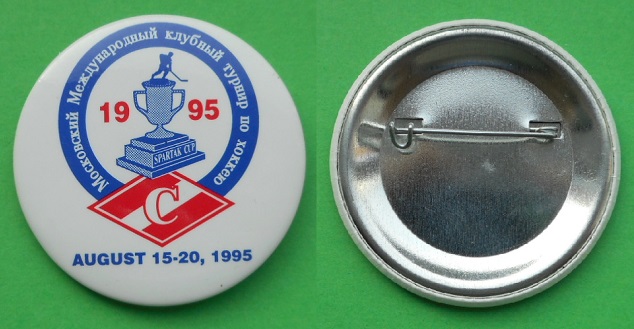 Московский Международный клубный турнир по хоккею
19 95
SPARTAK CUP
С
AUGUST 15-20, 1995